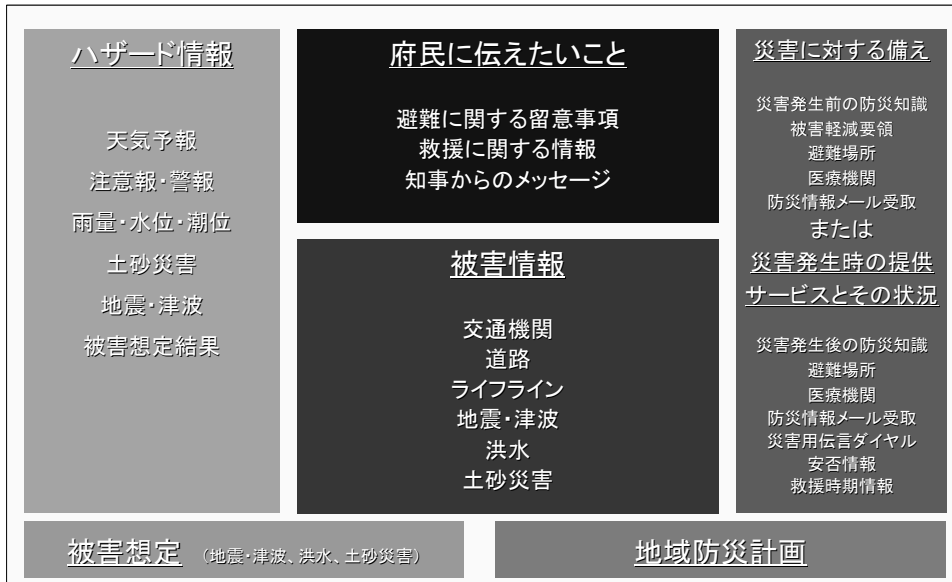 ハザード情報
天気予報
注意報・警報
雨量・水位・潮位
土砂災害
地震・津波
被害想定結果
府民に伝えたいこと
避難に関する留意事項
救援に関する情報
知事からのメッセージ
被害情報
交通機関
道路
ライフライン
地震・津波
洪水
土砂災害
災害に対する備え
災害発生前の防災知識
被害軽減要領
避難場所
医療機関
防災情報メール受取
または
災害発生時の提供
サービスとその状況
災害発生後の防災知識
避難場所
医療機関
防災情報メール受取
災害用伝言ダイヤル
安否情報
救援時期情報
被害想定 （地震・津波、洪水、土砂災害）
地域防災計画